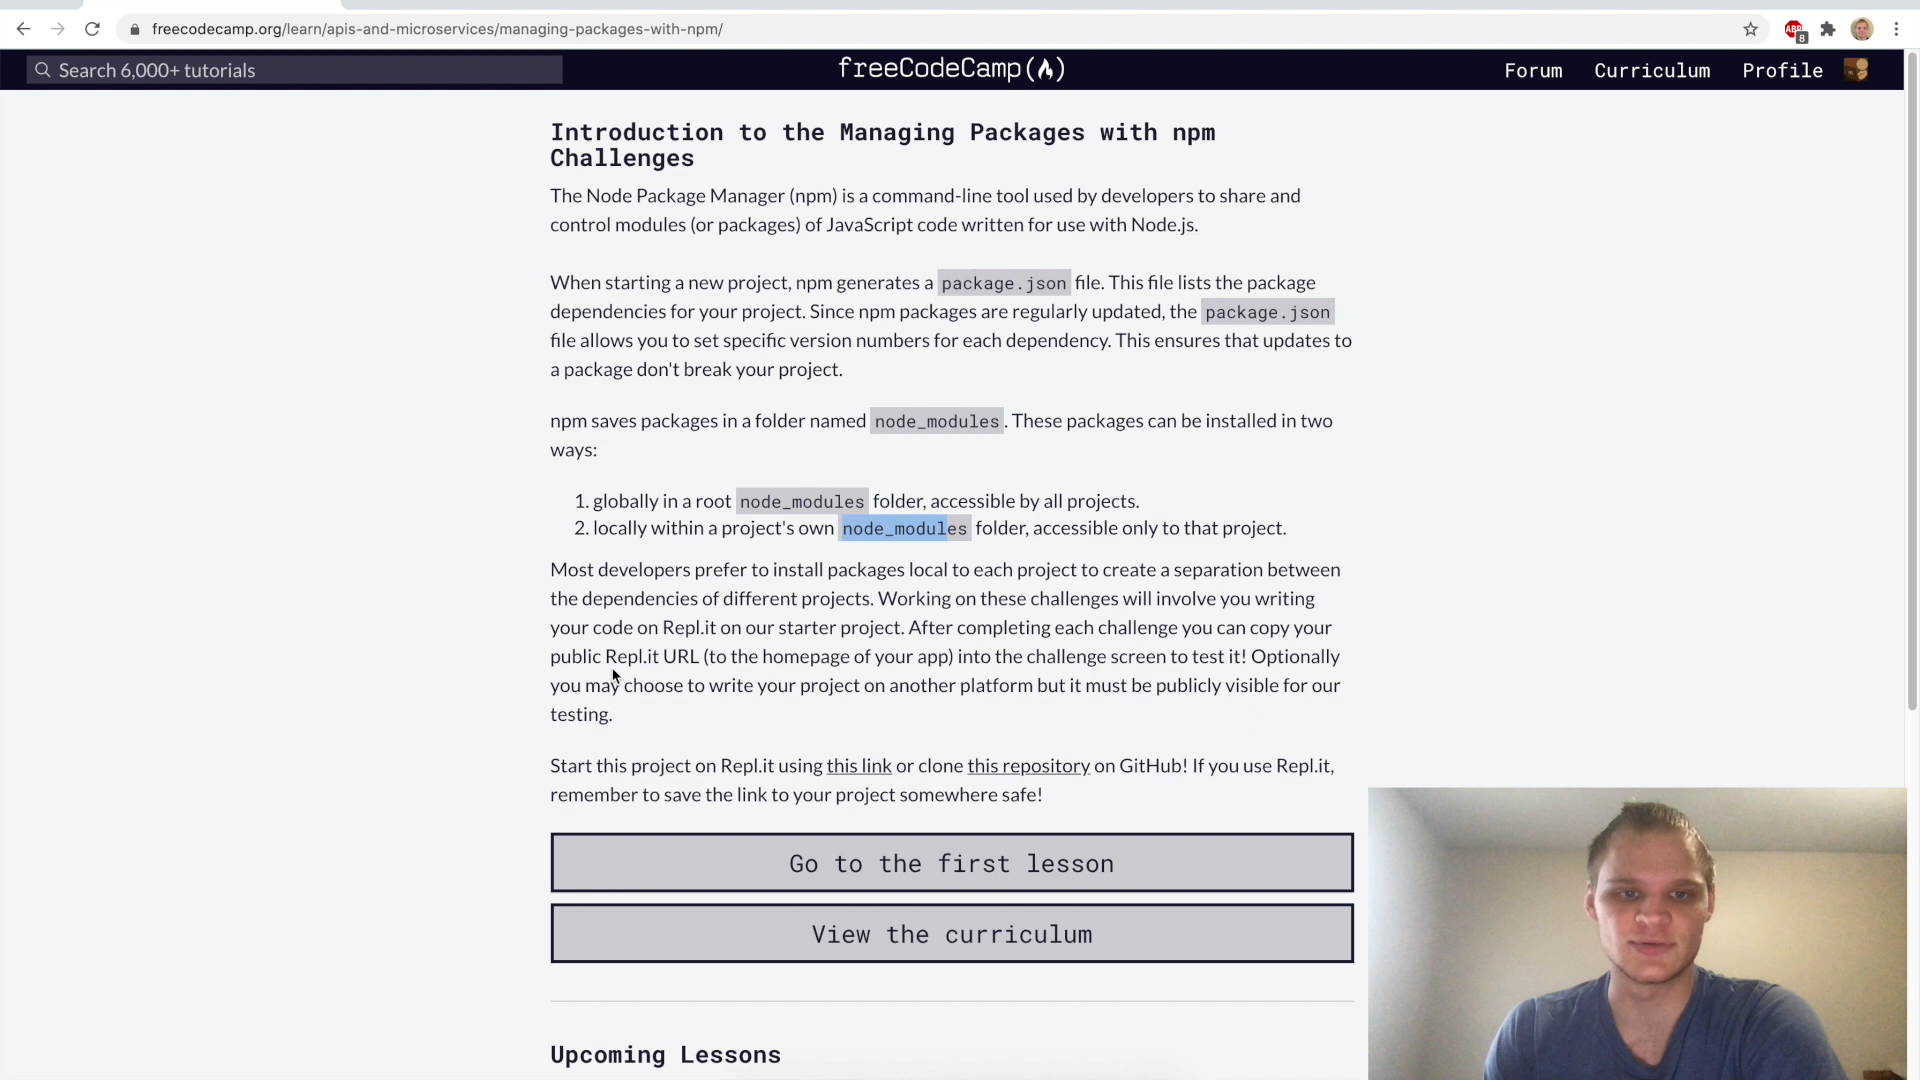 freecodecamp.org/learn/apis-and-microservices/managing-packages-with-npm/
ABP
8
Search 6,000+ tutorials
freeCodeCamp
Forum
Curriculum
Profile
Introduction to the Managing Packages with npm
Challenges
The Node Package Manager (npm) is a command-line tool used by developers to share and
control modules (or packages) of JavaScript code written for use with Node.js.
When starting a new project, npm generates a package.json file. This file lists the package
dependencies for your project. Since npm packages are regularly updated, the package.json
file allows you to set specific version numbers for each dependency. This ensures that updates to
a package don't break your project.
npm saves packages in a folder named node_modules. These packages can be installed in two
ways:
1. globally in a root node_modules folder, accessible by all projects.
2. locally within a project's own node_modules folder, accessible only to that project.
Most developers prefer to install packages local to each project to create a separation between
the dependencies of different projects. Working on these challenges will involve you writing
your code on Repl.it on our starter project. After completing each challenge you can copy your
public Repl.it URL (to the homepage of your app) into the challenge screen to test it! Optionally
you may choose to write your project on another platform but it must be publicly visible for our
testing.
Start this project on Repl.it using this link or clone this repository on GitHub! If you use Repl.it,
remember to save the link to your project somewhere safe!
Go to the first lesson
View the curriculum
Upcoming Lessons